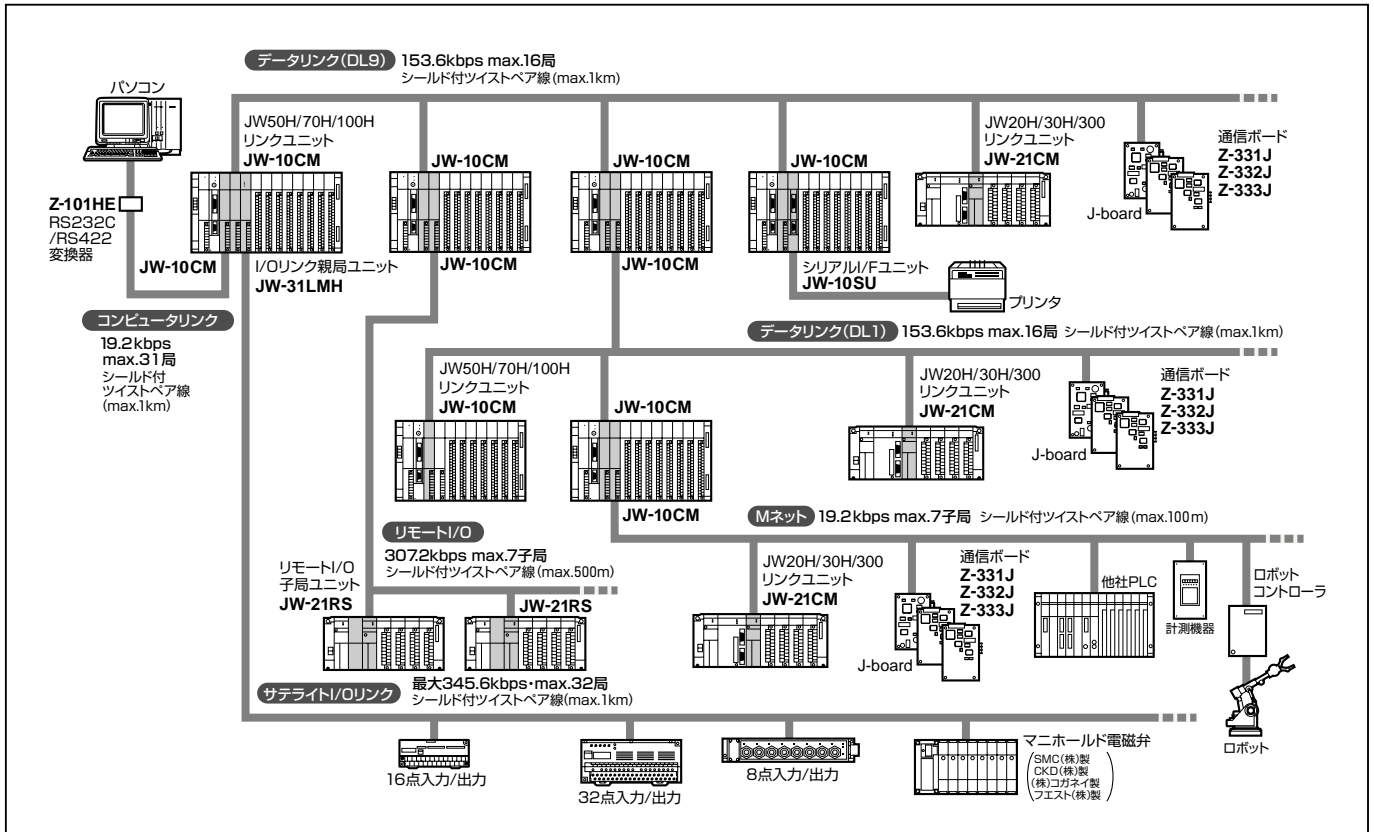 データリンク(DL9) 153.6kbps max.16局
シールド付ツイストペア線(max.1km)
パソコン
JW50H/70H/100H
リンクユニット
JW-10CM
JW-10CM
JW-10CM
JW-10CM
JW20H/30H/300
リンクユニット
JW-21CM
通信ボード
Z-331J
Z-332J
Z-333J
J-board
Z-101HE
RS232C
/RS422
変換器
JW-10CM
I/Oリンク親局ユニット
JW-31LMH
JW-10CM
JW-10CM
シリアルI/Fユニット
JW-10SU
プリンタ
コンピュータリンク
19.2kbps
max.31局
シールド付
ツイストペア線
(max.1km)
データリンク(DL1) 153.6kbps max.16局 シールド付ツイストペア線(max.1km)
JW50H/70H/100H
リンクユニット
JW-10CM
JW-10CM
JW20H/30H/300
リンクユニット
JW-21CM
通信ボード
Z-331J
Z-332J
Z-333J
J-board
JW-10CM
Mネット 19.2kbps max.7子局 シールド付ツイストペア線(max.100m)
リモートI/O
307.2kbps max.7子局
シールド付ツイストペア線(max.500m)
リモートI/O
子局ユニット
JW-21RS
JW-21RS
JW20H/30H/300
リンクユニット
JW-21CM
通信ボード
Z-331J
Z-332J
Z-333J
J-board
他社PLC
計測機器
ロボット
コントローラ
ロボット
サテライトI/Oリンク 最大345.6kbps・max.32局
シールド付ツイストペア線(max.1km)
16点入力/出力
32点入力/出力
8点入力/出力
マニホールド電磁弁
(SMC(株)製
CKD(株)製
(株)コガネイ製
フエスト(株)製)